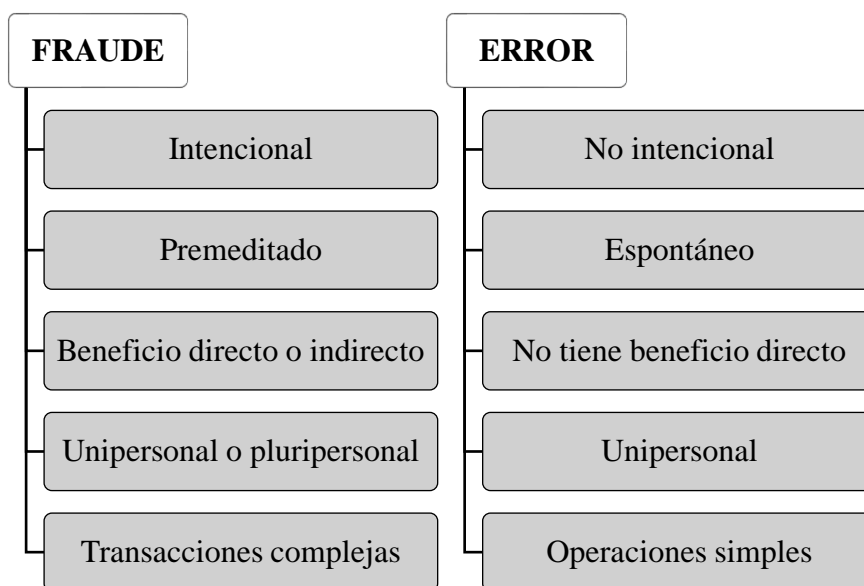 FRAUDE
Intencional
Premeditado
Beneficio directo o indirecto
Unipersonal o pluripersonal
Transacciones complejas
ERROR
No intencional
Espontáneo
No tiene beneficio directo
Unipersonal
Operaciones simples